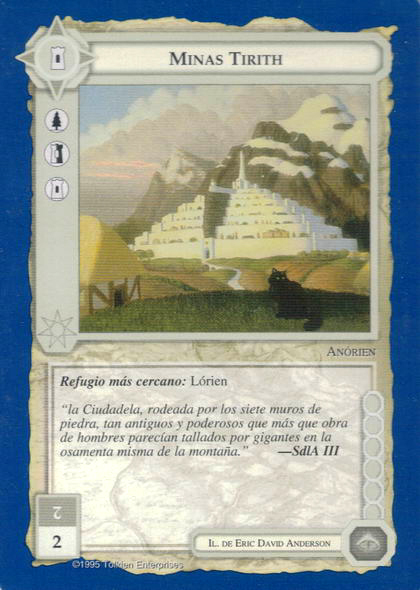 MINAS TIRITH
ANÓRIEN
Refugio más cercano: Lórien
“la Ciudadela, rodeada por los siete muros de
piedra, tan antiguos y poderosos que más que obra
de hombres parecían tallados por gigantes en la
osamenta misma de la montaña.” —SdlA III
2
2
IL. DE ERIC DAVID ANDERSON
©1995 Tolkien Enterprises